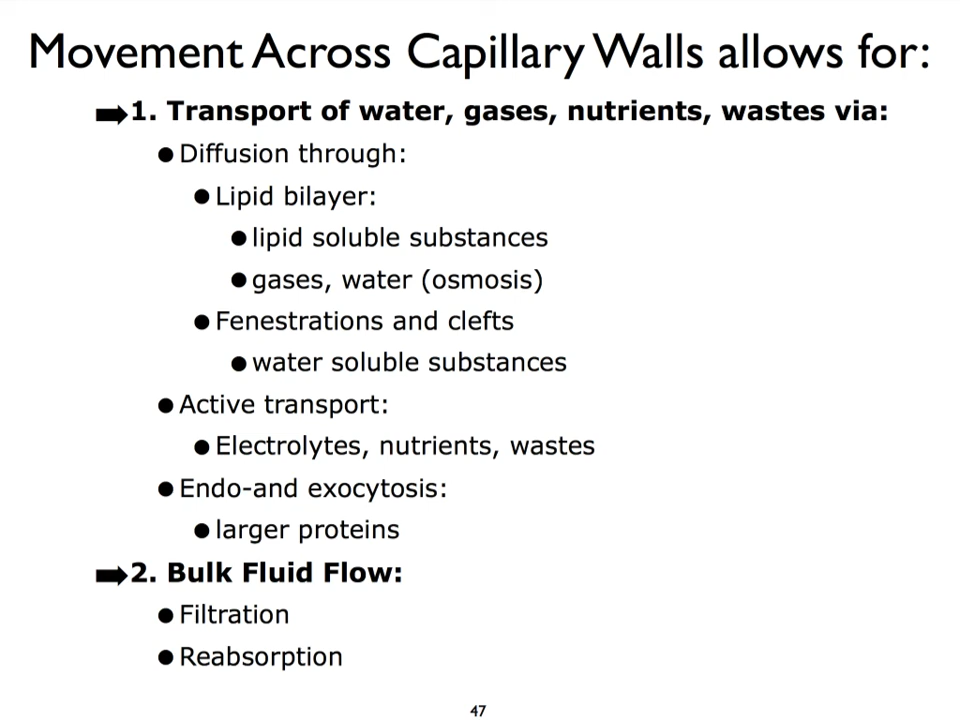 Movement Across Capillary Walls allows for:
➡1. Transport of water, gases, nutrients, wastes via:
●Diffusion through:
●Lipid bilayer:
●lipid soluble substances
●gases, water (osmosis)
●Fenestrations and clefts
●water soluble substances
●Active transport:
●Electrolytes, nutrients, wastes
●Endo-and exocytosis:
●larger proteins
➡2. Bulk Fluid Flow:
●Filtration
●Reabsorption
47